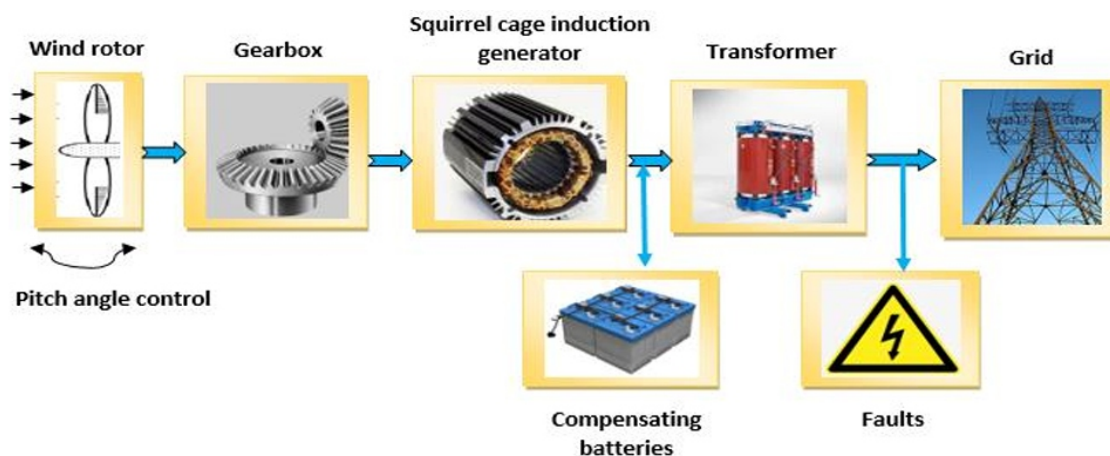 Wind rotor
Gearbox
Squirrel cage induction
generator
Transformer
Grid
Pitch angle control
Compensating
batteries
Faults